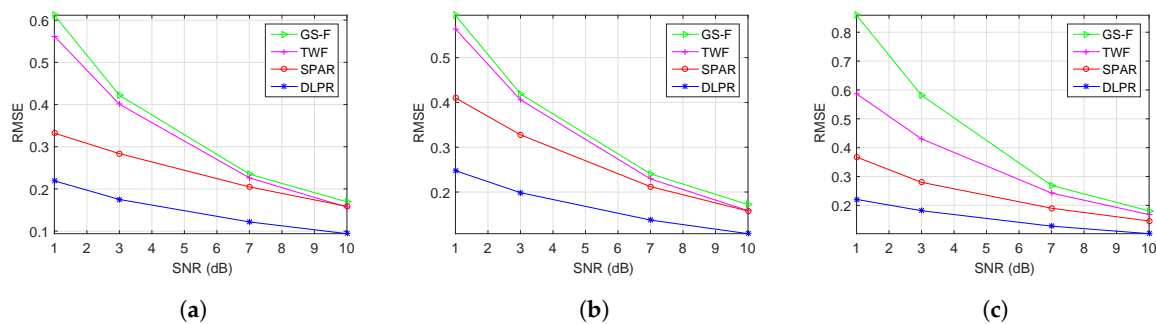 0.6
0.5
0.4
0.3
0.2
0.1
RMSE
1 2 3 4 5 6 7 8 9 10
SNR (dB)
GS-F
TWF
SPAR
DLPR
(a)
0.5
0.4
0.3
0.2
RMSE
1 2 3 4 5 6 7 8 9 10
SNR (dB)
GS-F
TWF
SPAR
DLPR
(b)
0.8
0.7
0.6
0.5
0.4
0.3
0.2
RMSE
1 2 3 4 5 6 7 8 9 10
SNR (dB)
GS-F
TWF
SPAR
DLPR
(c)